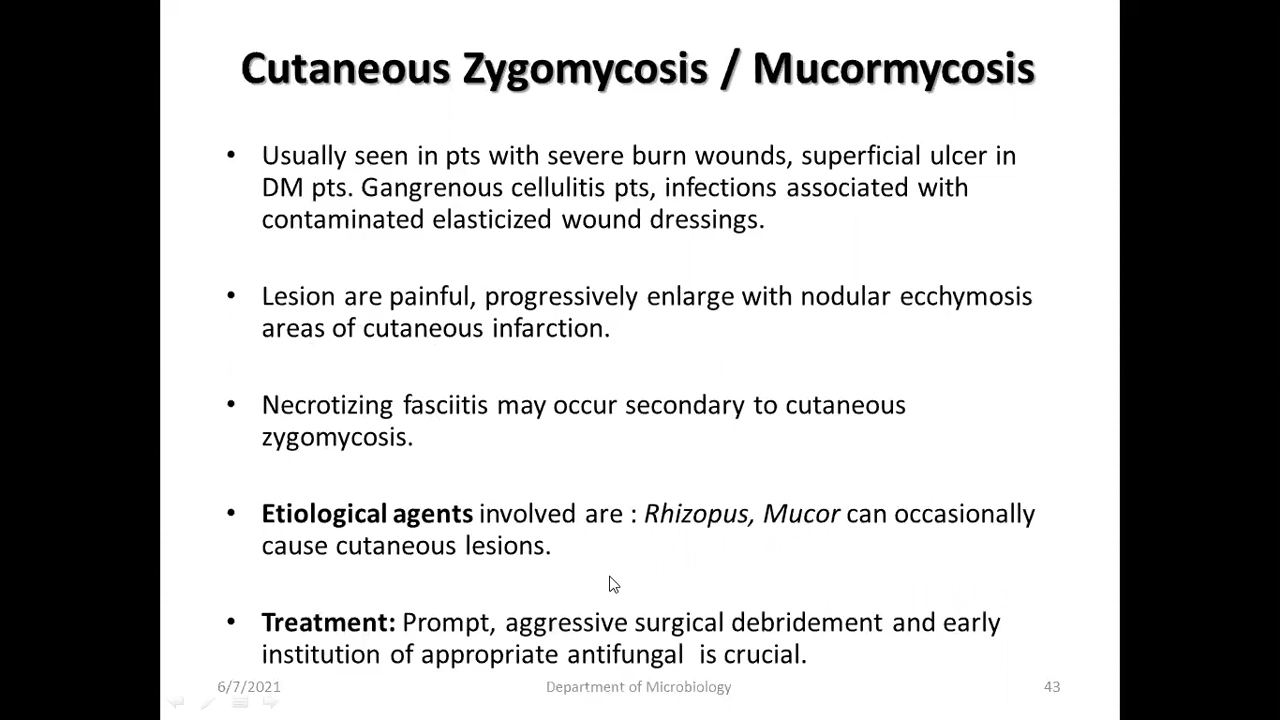 Cutaneous Zygomycosis / Mucormycosis
• Usually seen in pts with severe burn wounds, superficial ulcer in
DM pts. Gangrenous cellulitis pts, infections associated with
contaminated elasticized wound dressings.
• Lesion are painful, progressively enlarge with nodular ecchymosis
areas of cutaneous infarction.
• Necrotizing fasciitis may occur secondary to cutaneous
zygomycosis.
• Etiological agents involved are : Rhizopus, Mucor can occasionally
cause cutaneous lesions.
• Treatment: Prompt, aggressive surgical debridement and early
institution of appropriate antifungal  is crucial.
6/7/2021 Department of Microbiology 43